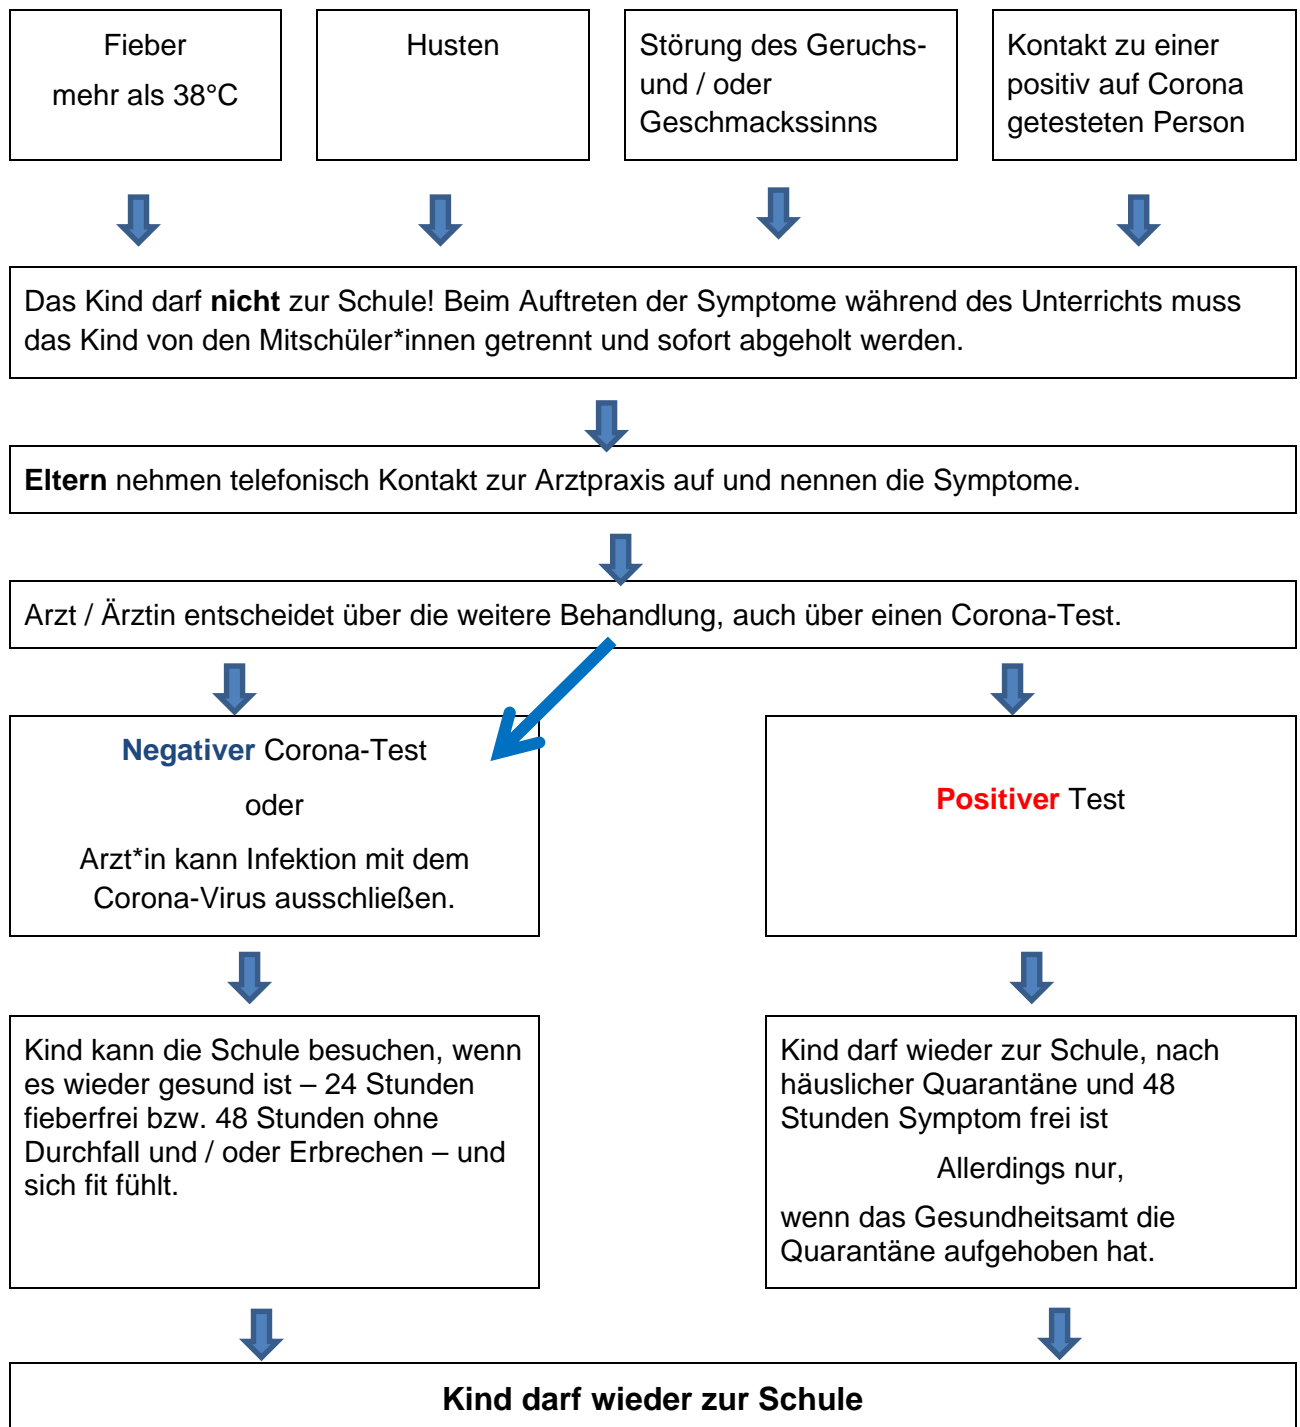 Fieber
mehr als 38°C
Husten
Störung des Geruchs-
und / oder
Geschmackssinns
Kontakt zu einer
positiv auf Corona
getesteten Person
Das Kind darf nicht zur Schule! Beim Auftreten der Symptome während des Unterrichts muss
das Kind von den Mitschüler*innen getrennt und sofort abgeholt werden.
Eltern nehmen telefonisch Kontakt zur Arztpraxis auf und nennen die Symptome.
Arzt / Ärztin entscheidet über die weitere Behandlung, auch über einen Corona-Test.
Negativer Corona-Test
oder
Arzt*in kann Infektion mit dem
Corona-Virus ausschließen.
Positiver Test
Kind kann die Schule besuchen, wenn
es wieder gesund ist – 24 Stunden
fieberfrei bzw. 48 Stunden ohne
Durchfall und / oder Erbrechen – und
sich fit fühlt.
Kind darf wieder zur Schule, nach
häuslicher Quarantäne und 48
Stunden Symptom frei ist
Allerdings nur,
wenn das Gesundheitsamt die
Quarantäne aufgehoben hat.
Kind darf wieder zur Schule